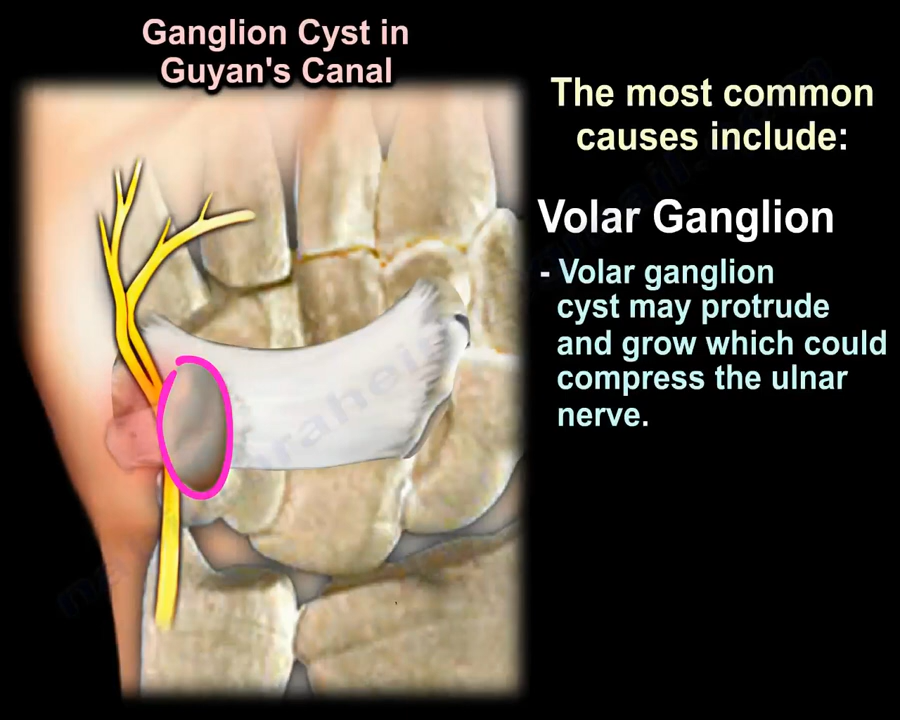 Ganglion Cyst in
Guyan's Canal
The most common
causes include:
Volar Ganglion
- Volar ganglion
cyst may protrude
and grow which could
compress the ulnar
nerve.